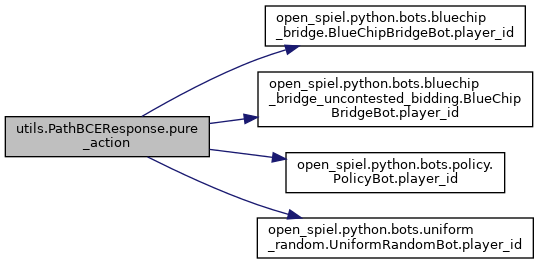 open_spiel.python.bots.bluechip
_bridge.BlueChipBridgeBot.player_id
open_spiel.python.bots.bluechip
_bridge_uncontested_bidding.BlueChip
BridgeBot.player_id
utils.PathBCEResponse.pure
_action
open_spiel.python.bots.policy.
PolicyBot.player_id
open_spiel.python.bots.uniform
_random.UniformRandomBot.player_id